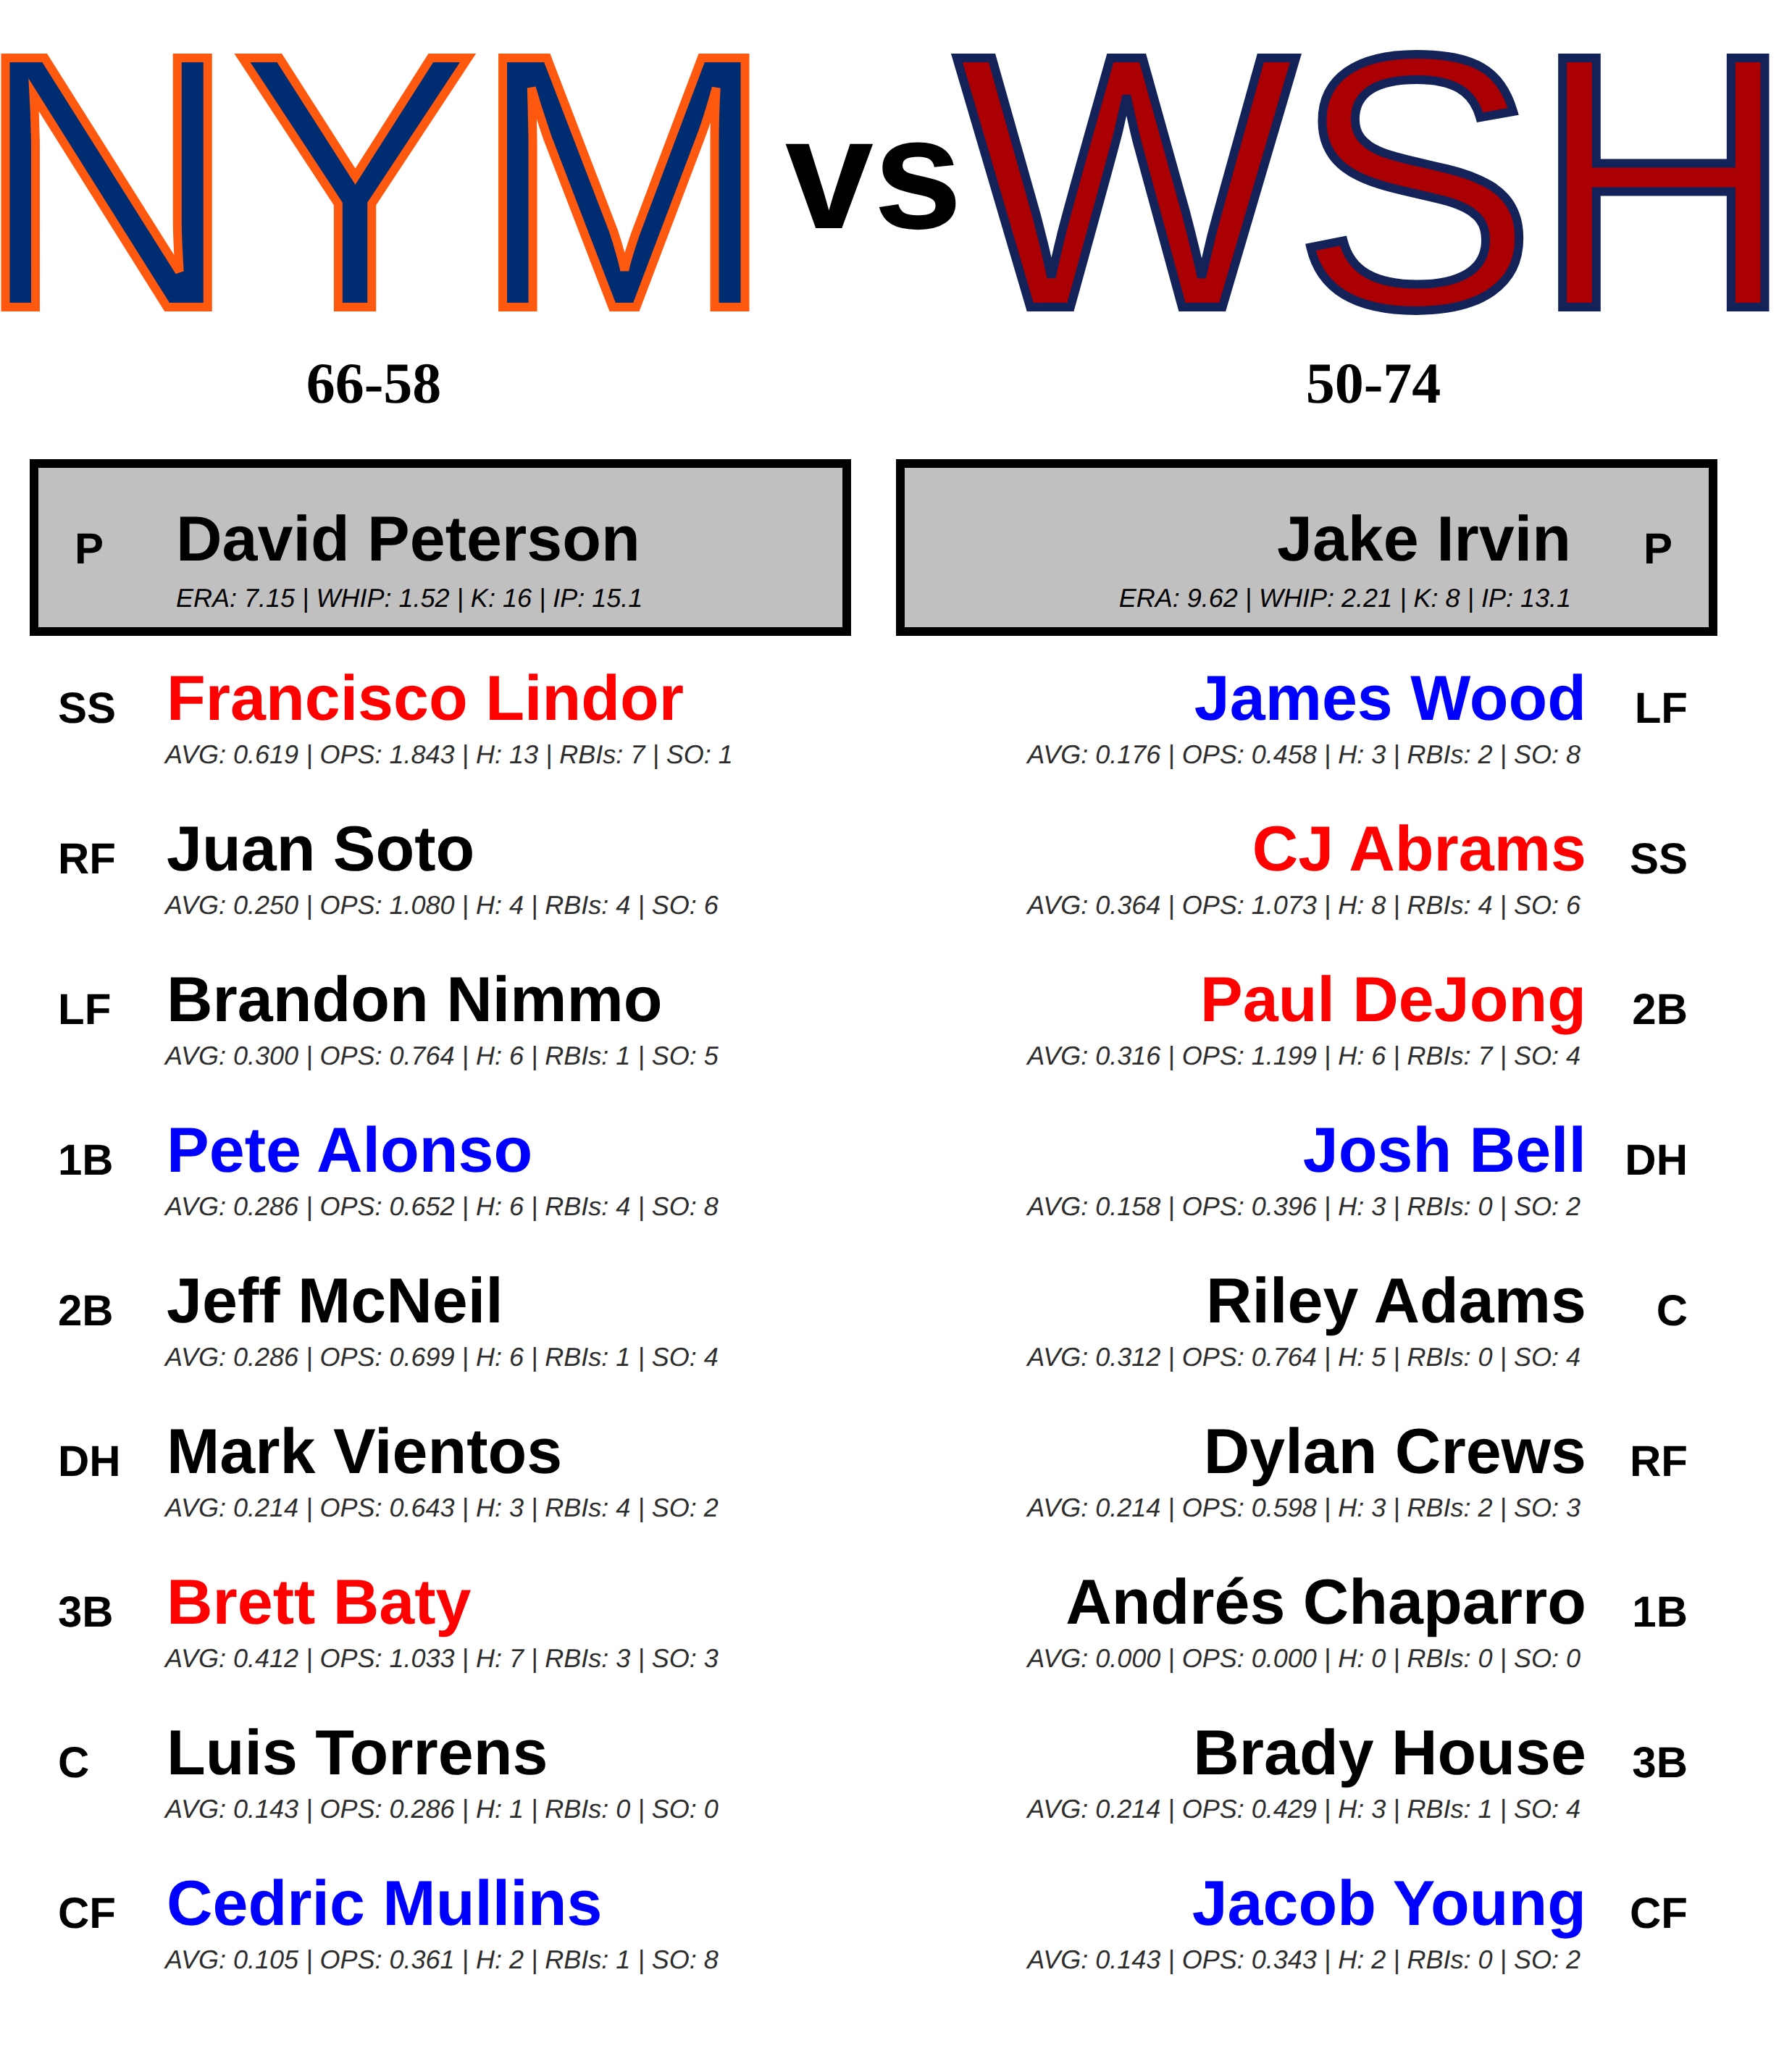 NYM vs WSH
66-58 50-74
P David Peterson
ERA: 7.15 | WHIP: 1.52 | K: 16 | IP: 15.1
Jake Irvin P
ERA: 9.62 | WHIP: 2.21 | K: 8 | IP: 13.1
SS Francisco Lindor
AVG: 0.619 | OPS: 1.843 | H: 13 | RBIs: 7 | SO: 1
RF Juan Soto
AVG: 0.250 | OPS: 1.080 | H: 4 | RBIs: 4 | SO: 6
LF Brandon Nimmo
AVG: 0.300 | OPS: 0.764 | H: 6 | RBIs: 1 | SO: 5
1B Pete Alonso
AVG: 0.286 | OPS: 0.652 | H: 6 | RBIs: 4 | SO: 8
2B Jeff McNeil
AVG: 0.286 | OPS: 0.699 | H: 6 | RBIs: 1 | SO: 4
DH Mark Vientos
AVG: 0.214 | OPS: 0.643 | H: 3 | RBIs: 4 | SO: 2
3B Brett Baty
AVG: 0.412 | OPS: 1.033 | H: 7 | RBIs: 3 | SO: 3
C Luis Torrens
AVG: 0.143 | OPS: 0.286 | H: 1 | RBIs: 0 | SO: 0
CF Cedric Mullins
AVG: 0.105 | OPS: 0.361 | H: 2 | RBIs: 1 | SO: 8
James Wood LF
AVG: 0.176 | OPS: 0.458 | H: 3 | RBIs: 2 | SO: 8
CJ Abrams SS
AVG: 0.364 | OPS: 1.073 | H: 8 | RBIs: 4 | SO: 6
Paul DeJong 2B
AVG: 0.316 | OPS: 1.199 | H: 6 | RBIs: 7 | SO: 4
Josh Bell DH
AVG: 0.158 | OPS: 0.396 | H: 3 | RBIs: 0 | SO: 2
Riley Adams C
AVG: 0.312 | OPS: 0.764 | H: 5 | RBIs: 0 | SO: 4
Dylan Crews RF
AVG: 0.214 | OPS: 0.598 | H: 3 | RBIs: 2 | SO: 3
Andrés Chaparro 1B
AVG: 0.000 | OPS: 0.000 | H: 0 | RBIs: 0 | SO: 0
Brady House 3B
AVG: 0.214 | OPS: 0.429 | H: 3 | RBIs: 1 | SO: 4
Jacob Young CF
AVG: 0.143 | OPS: 0.343 | H: 2 | RBIs: 0 | SO: 2